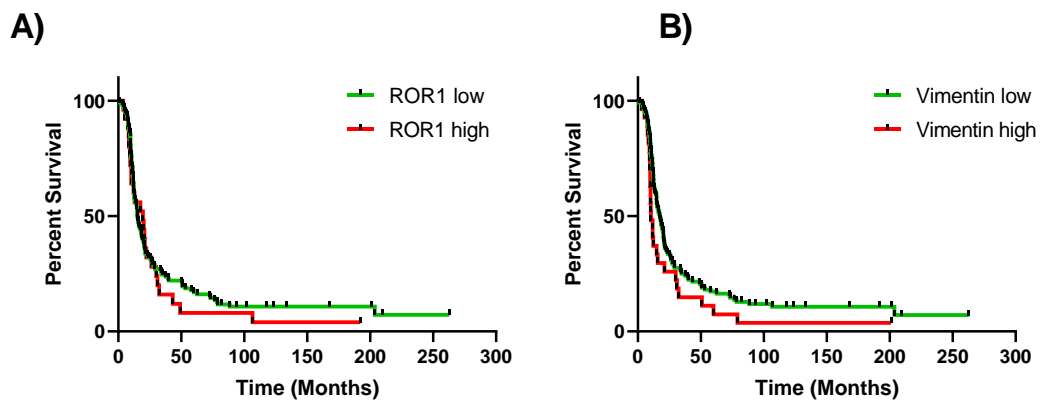 A)
ROR1 low
ROR1 high
Percent Survival
100
50
0
0 50 100 150 200 250 300
Time (Months)
B)
Vimentin low
Vimentin high
Percent Survival
100
50
0
0 50 100 150 200 250 300
Time (Months)